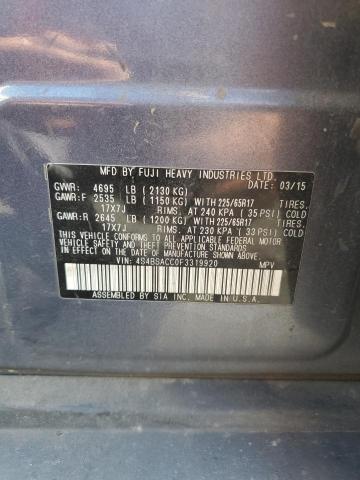 MFD BY FUJI HEAVY INDUSTRIES LTD.
GVWR: 4695 LB (2130 KG) DATE: 03/15
GAWR:F 2535 LB (1150 KG) WITH 225/65R17 TIRES.
17X7J RIMS. AT 240 KPA (35 PSI) COLD
GAWR:R 2645 LB (1200 KG) WITH 225/65R17 TIRES.
17X7J RIMS. AT 230 KPA (33 PSI) COLD
THIS VEHICLE CONFORMS TO ALL APPLICABLE FEDERAL
MOTOR VEHICLE SAFETY STANDARDS
IN EFFECT ON THE DATE OF
MANUFACTURE SHOWN ABOVE.
VIN: 4S4BSACC0F3319920 MPV
ASSEMBLED BY SIA INC. MADE IN U.S.A.